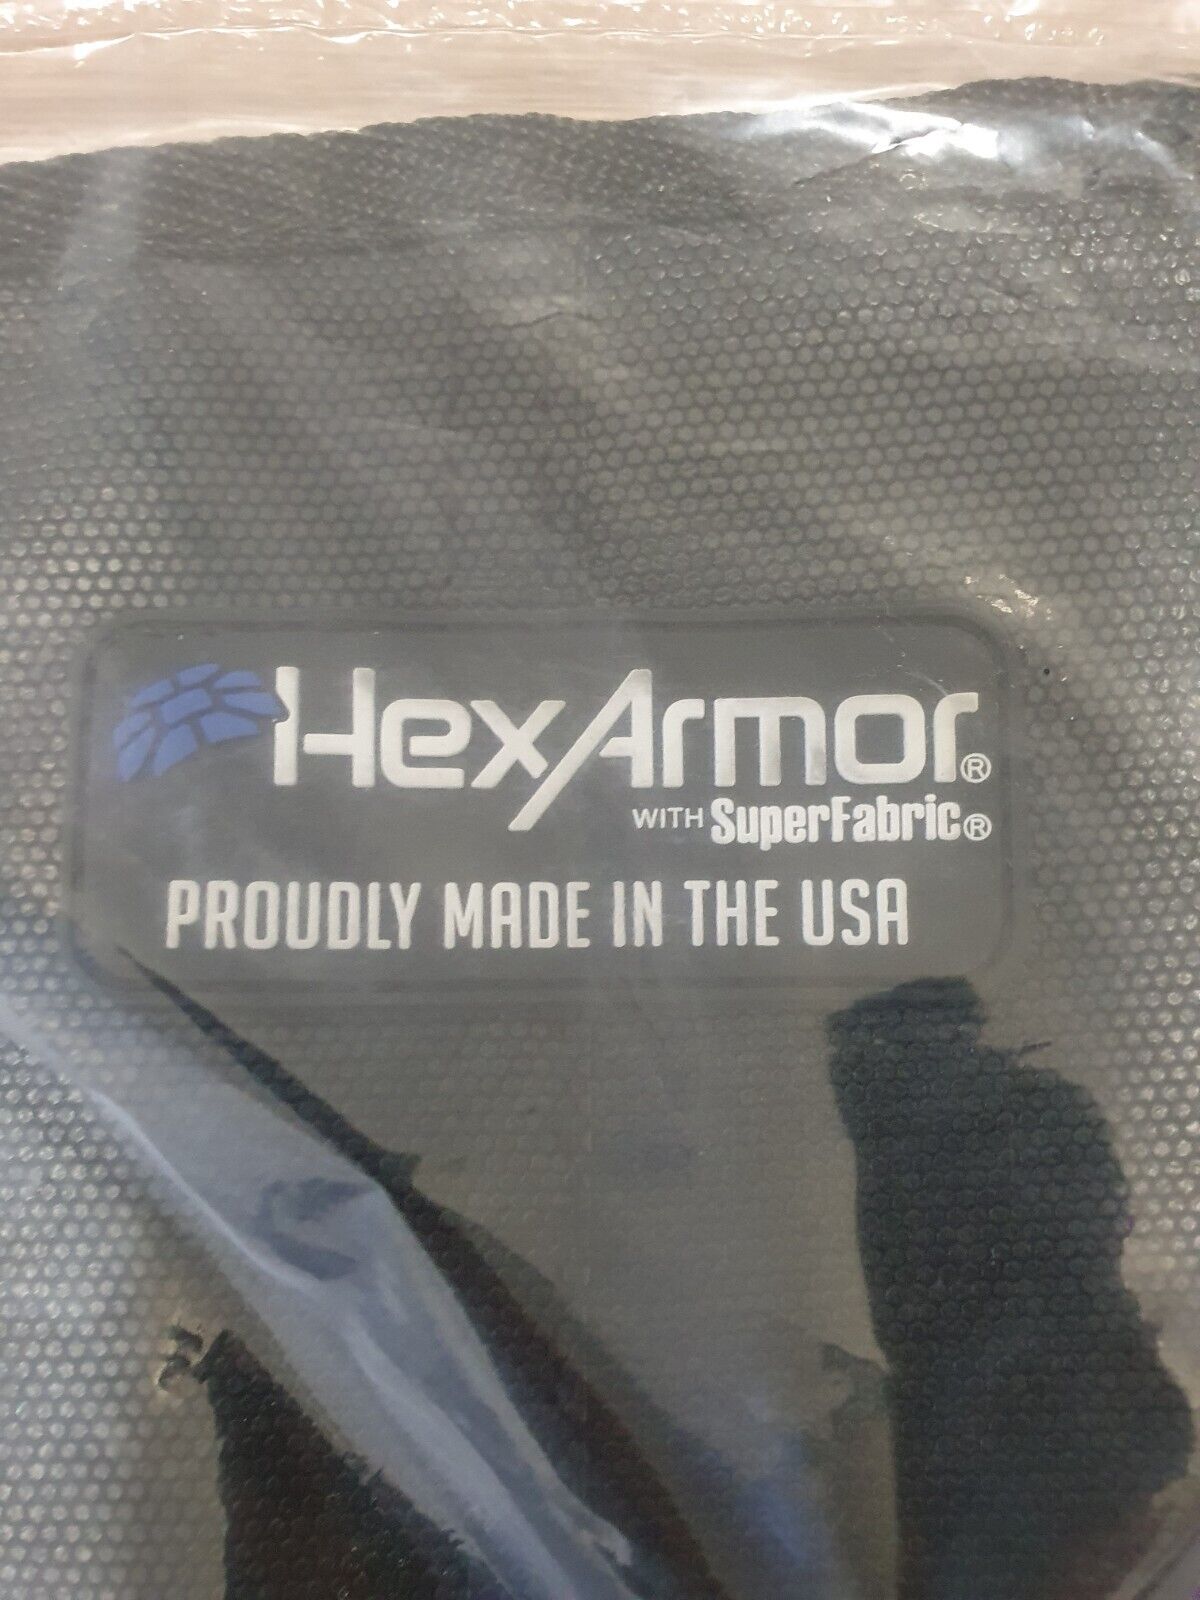 HexArmor®
WITH SuperFabric®
PROUDLY MADE IN THE USA